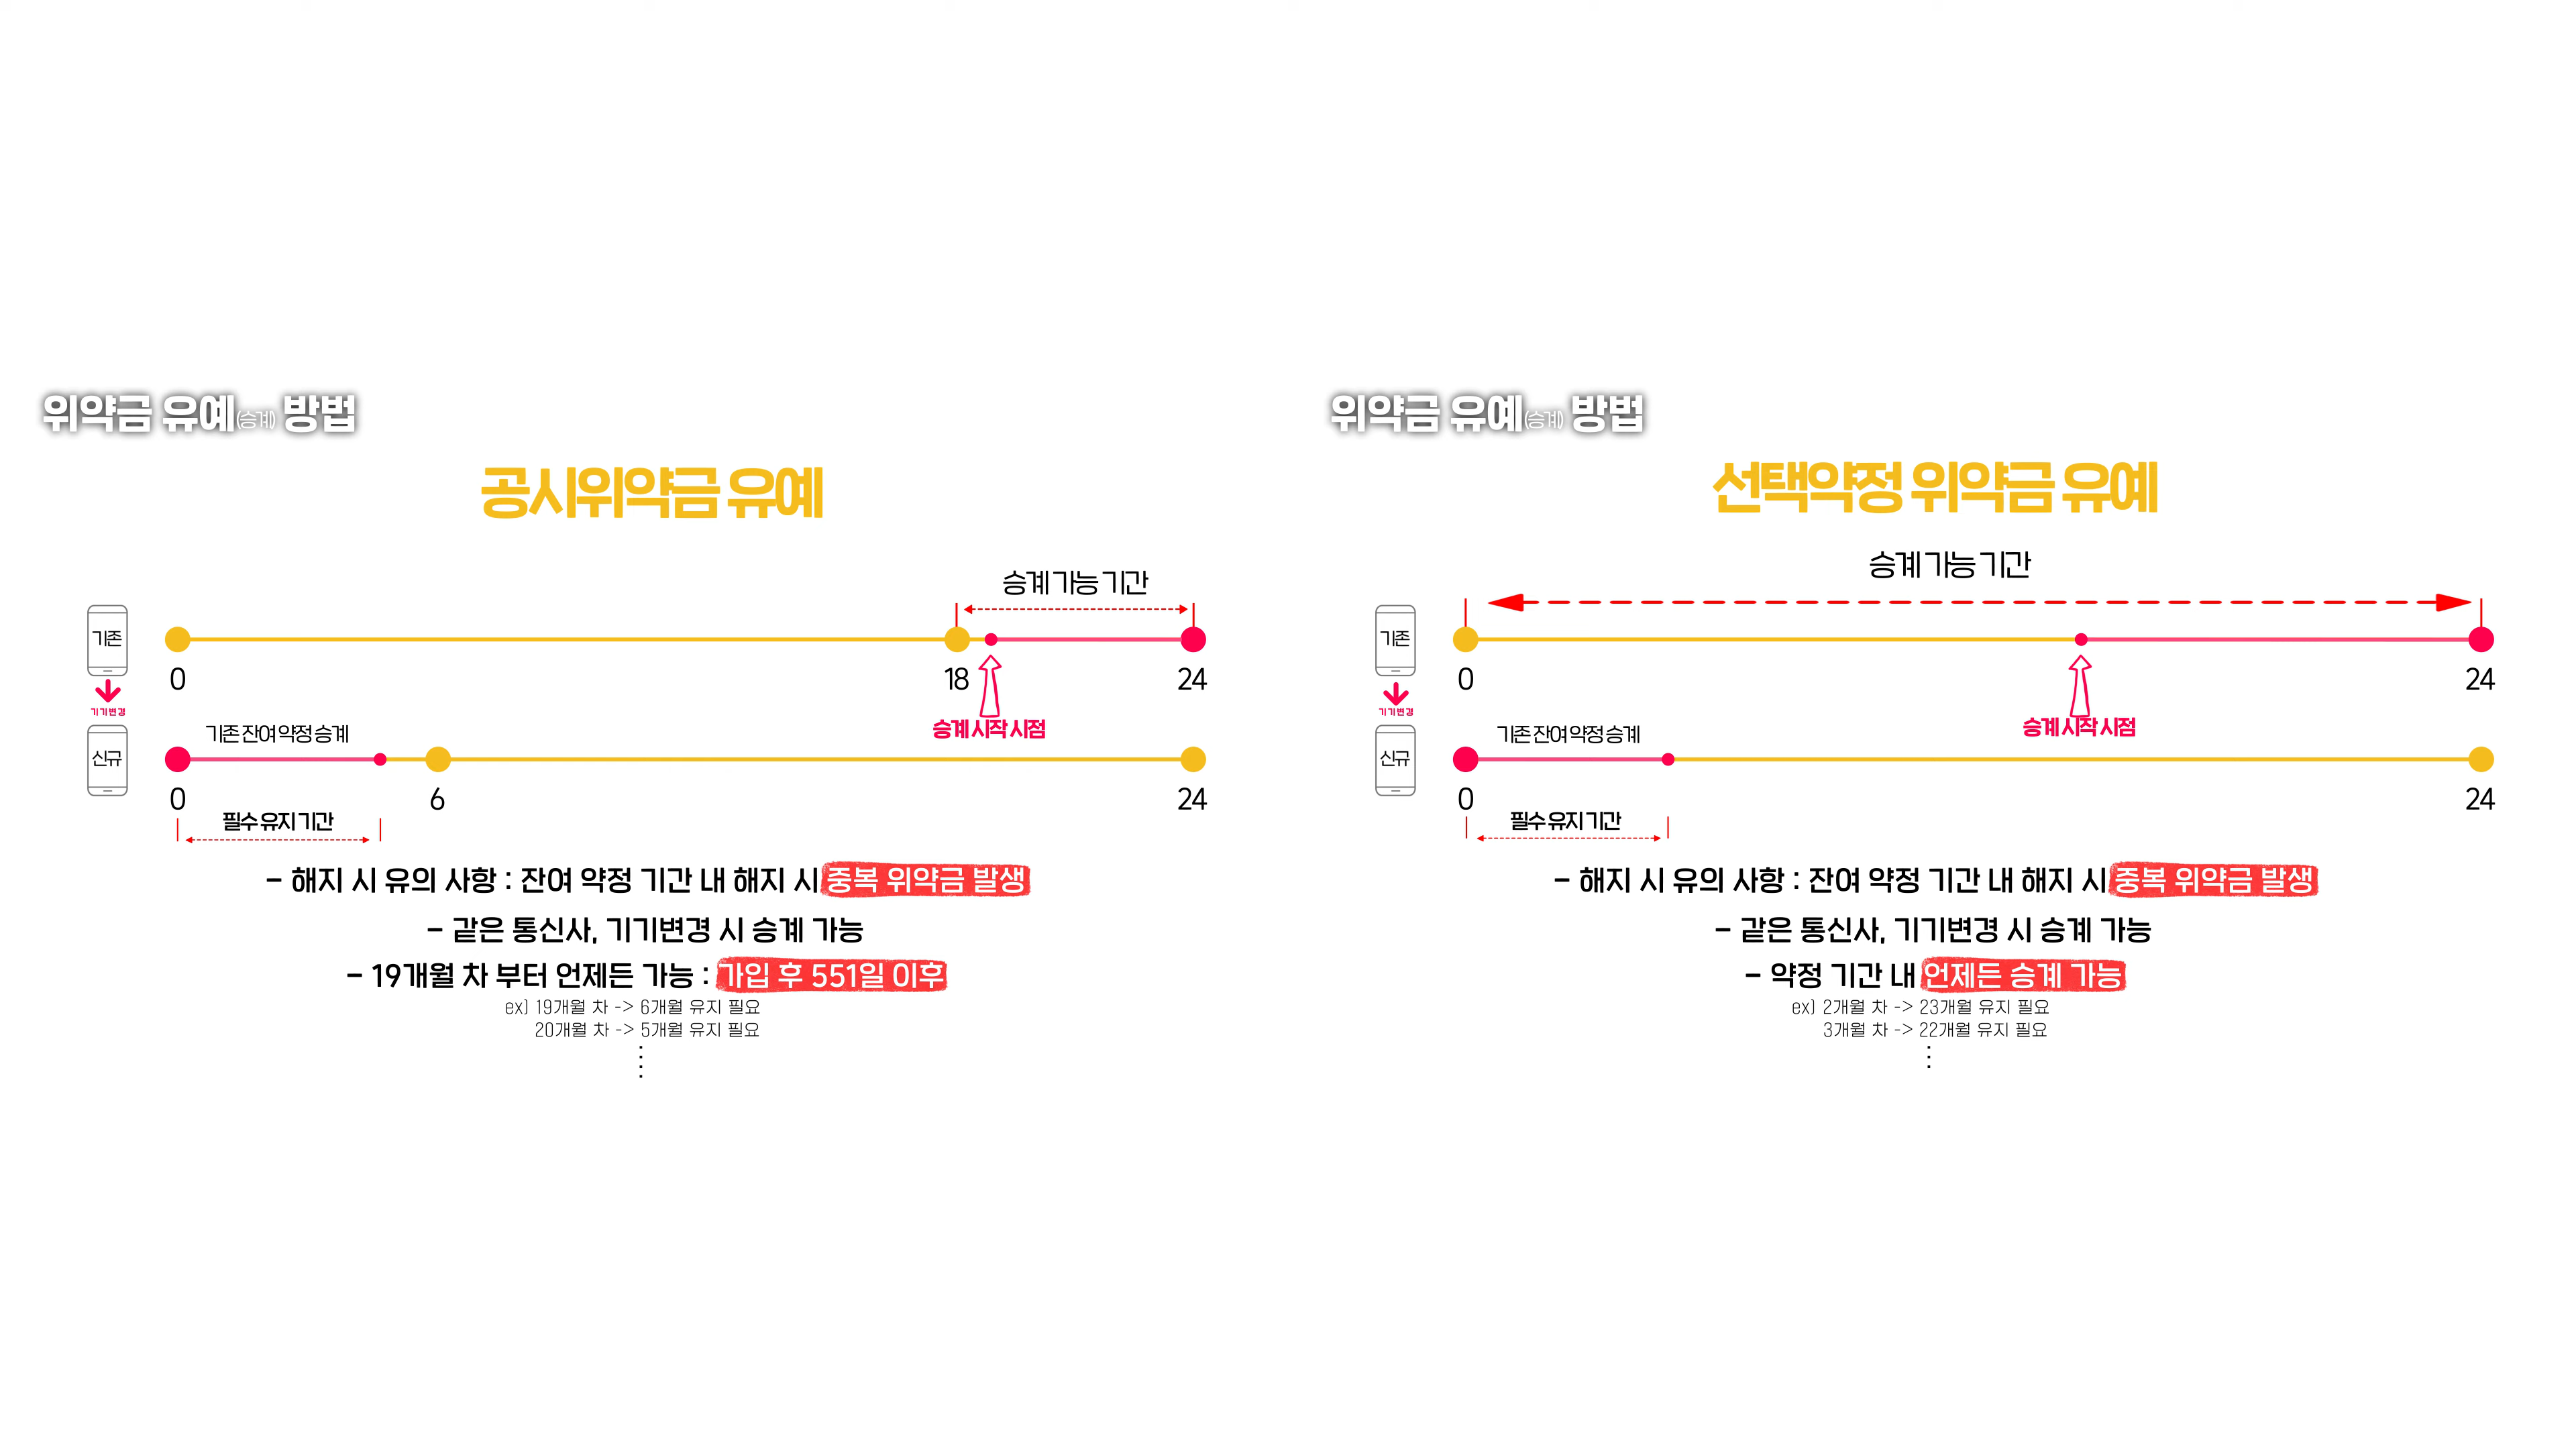 위약금 유예(승계) 방법
공시위약금 유예
승계 가능 기간
기존
0
18
24
승계 시작 시점
기기변경
기존 잔여 약정 승계
신규
0
6
24
필수 유지 기간
- 해지 시 유의 사항 : 잔여 약정 기간 내 해지 시 중복 위약금 발생
- 같은 통신사, 기기변경 시 승계 가능
- 19개월 차 부터 언제든 가능 : 가입 후 551일 이후
ex) 19개월 차 -> 6개월 유지 필요
20개월 차 -> 5개월 유지 필요
위약금 유예(승계) 방법
선택약정 위약금 유예
승계 가능 기간
기존
0
24
승계 시작 시점
기기변경
기존 잔여 약정 승계
신규
0
24
필수 유지 기간
- 해지 시 유의 사항 : 잔여 약정 기간 내 해지 시 중복 위약금 발생
- 같은 통신사, 기기변경 시 승계 가능
- 약정 기간 내 언제든 승계 가능
ex) 2개월 차 -> 23개월 유지 필요
3개월 차 -> 22개월 유지 필요